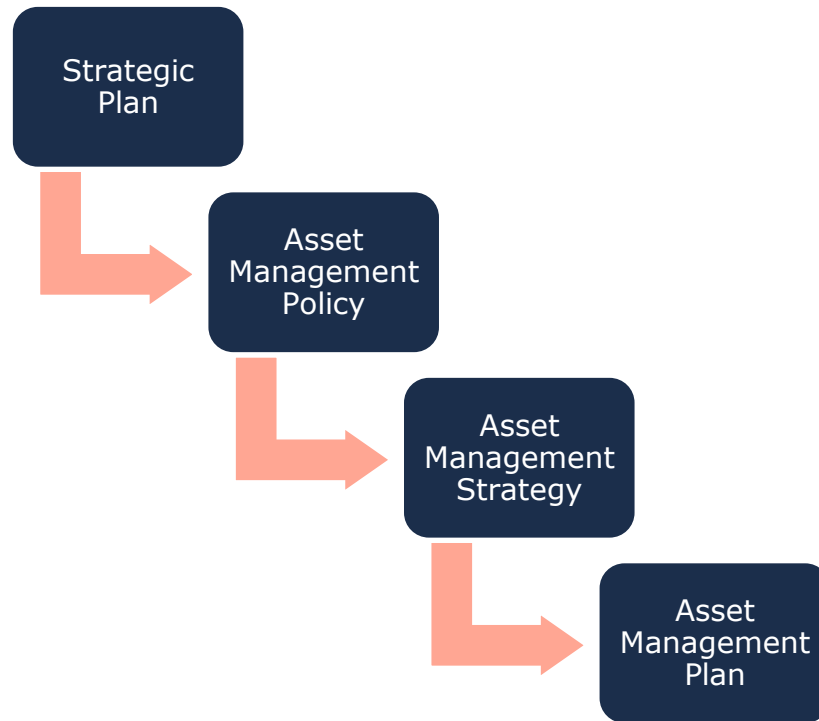 Strategic
Plan
Asset
Management
Policy
Asset
Management
Strategy
Asset
Management
Plan